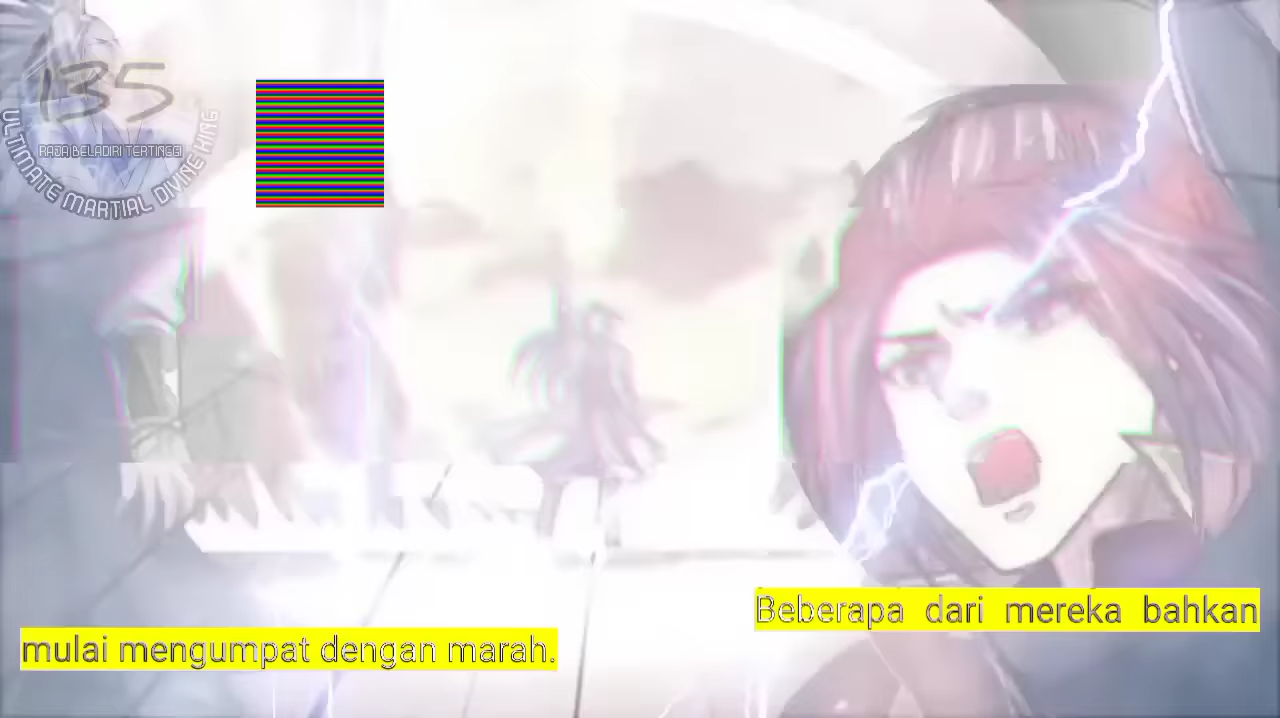 135
RAJA BELADIRI TERTINGGI
ULTIMATE MARTIAL DIVINE KING
Beberapa dari mereka bahkan
mulai mengumpat dengan marah.